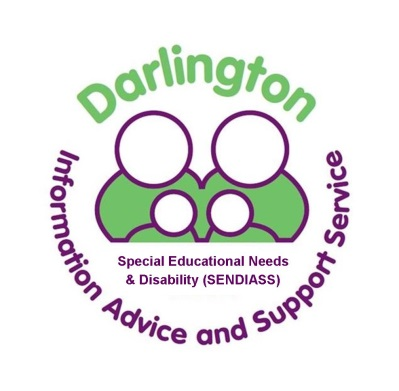 Darlington
Special Educational Needs
& Disability (SENDIASS)
Information Advice and Support Service